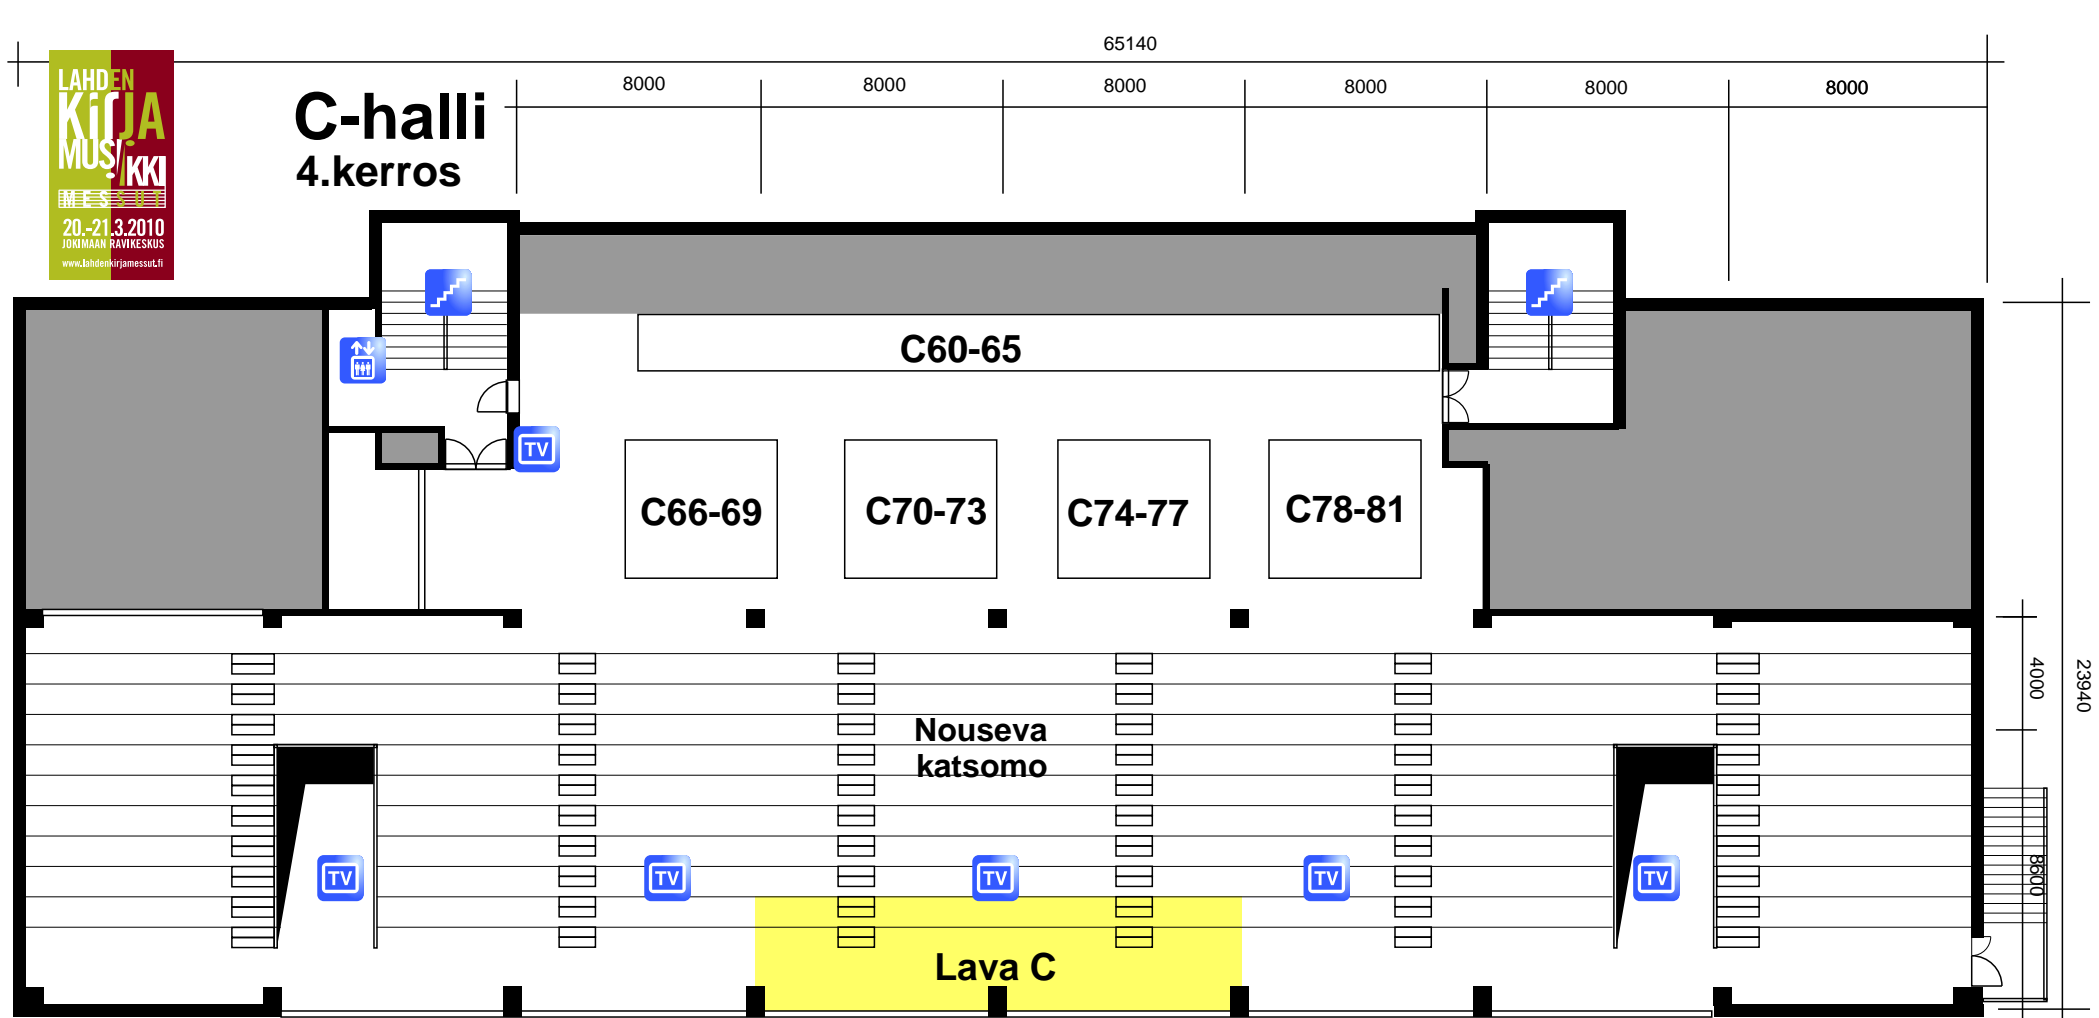 65140
8000 8000 8000 8000 8000 8000
LAHDEN
KIRJA
MUSIIKKI
MESSUT
20.-21.3.2010
JOKIMAAN RAVIKESKUS
www.lahdenkirjamessut.fi
C-halli
4.kerros
C60-65
TV
C66-69 C70-73 C74-77 C78-81
4000
23940
Nouseva
katsomo
TV TV TV TV TV
8600
Lava C